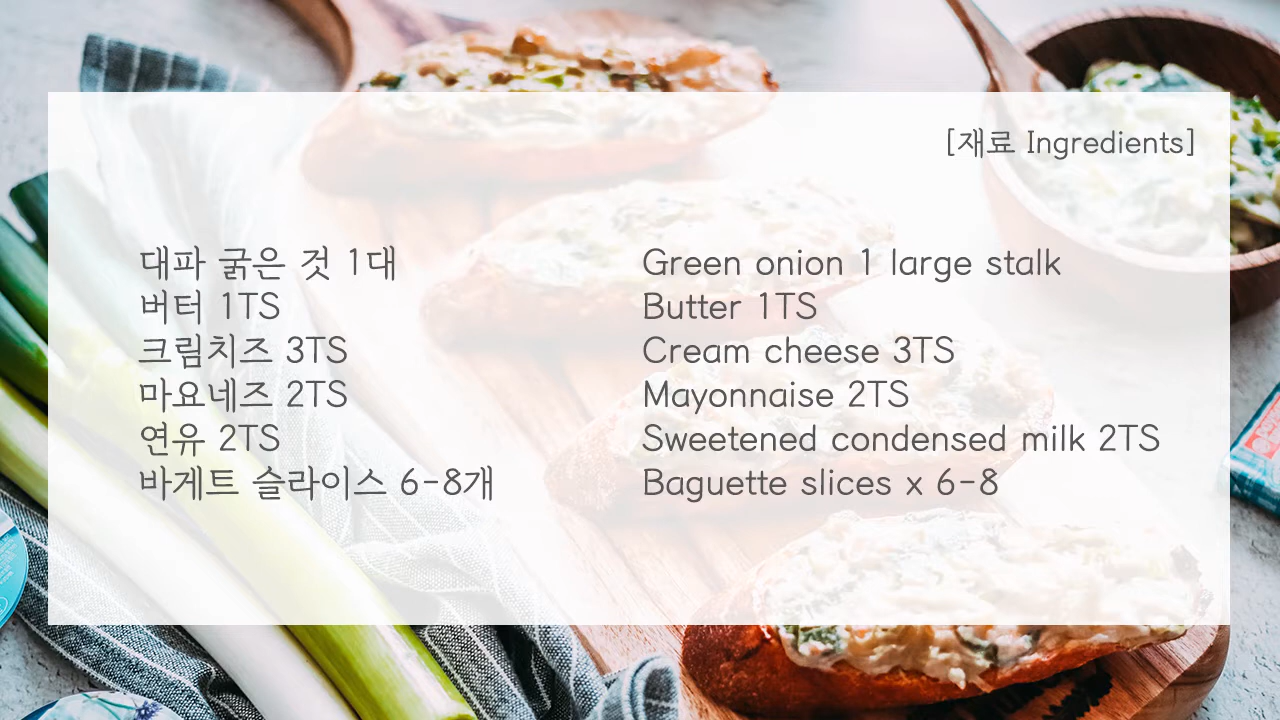 [재료 Ingredients]
대파 굵은 것 1대
버터 1TS
크림치즈 3TS
마요네즈 2TS
연유 2TS
바게트 슬라이스 6-8개
Green onion 1 large stalk
Butter 1TS
Cream cheese 3TS
Mayonnaise 2TS
Sweetened condensed milk 2TS
Baguette slices x 6-8